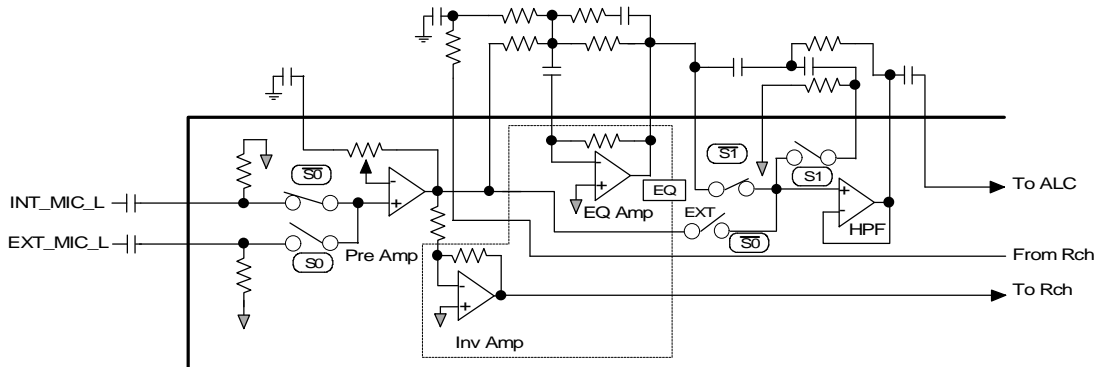 S0
S1
INT_MIC_L
EQ
S1
To ALC
EQ Amp
EXT
HPF
EXT_MIC_L
S0
Pre Amp
S0
From Rch
To Rch
Inv Amp
- + - + - + + -